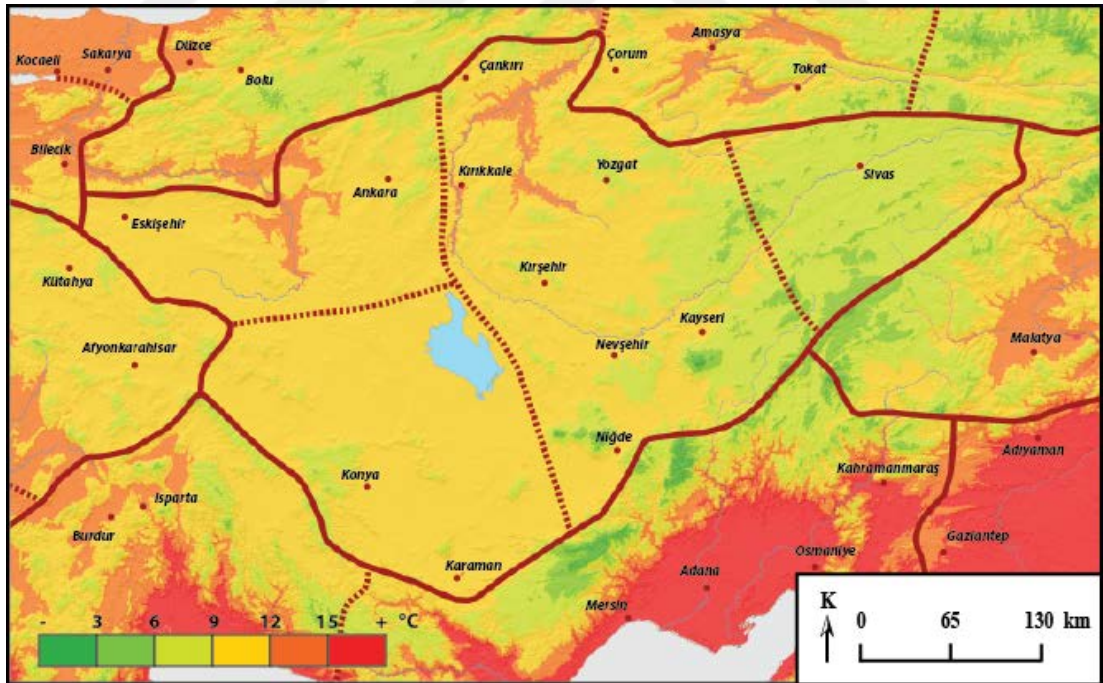 Kocaeli
Sakarya
Düzce
Bolu
Çankırı
Çorum
Amasya
Tokat
Bilecik
Ankara
Kırıkkale
Yozgat
Sivas
Eskişehir
Kütahya
Kırşehir
Afyonkarahisar
Nevşehir
Kayseri
Malatya
Niğde
Konya
Isparta
Burdur
Kahramanmaraş
Adıyaman
Karaman
Mersin
Adana
Osmaniye
Gaziantep
- 3 6 9 12 15 + °C
K
0 65 130 km